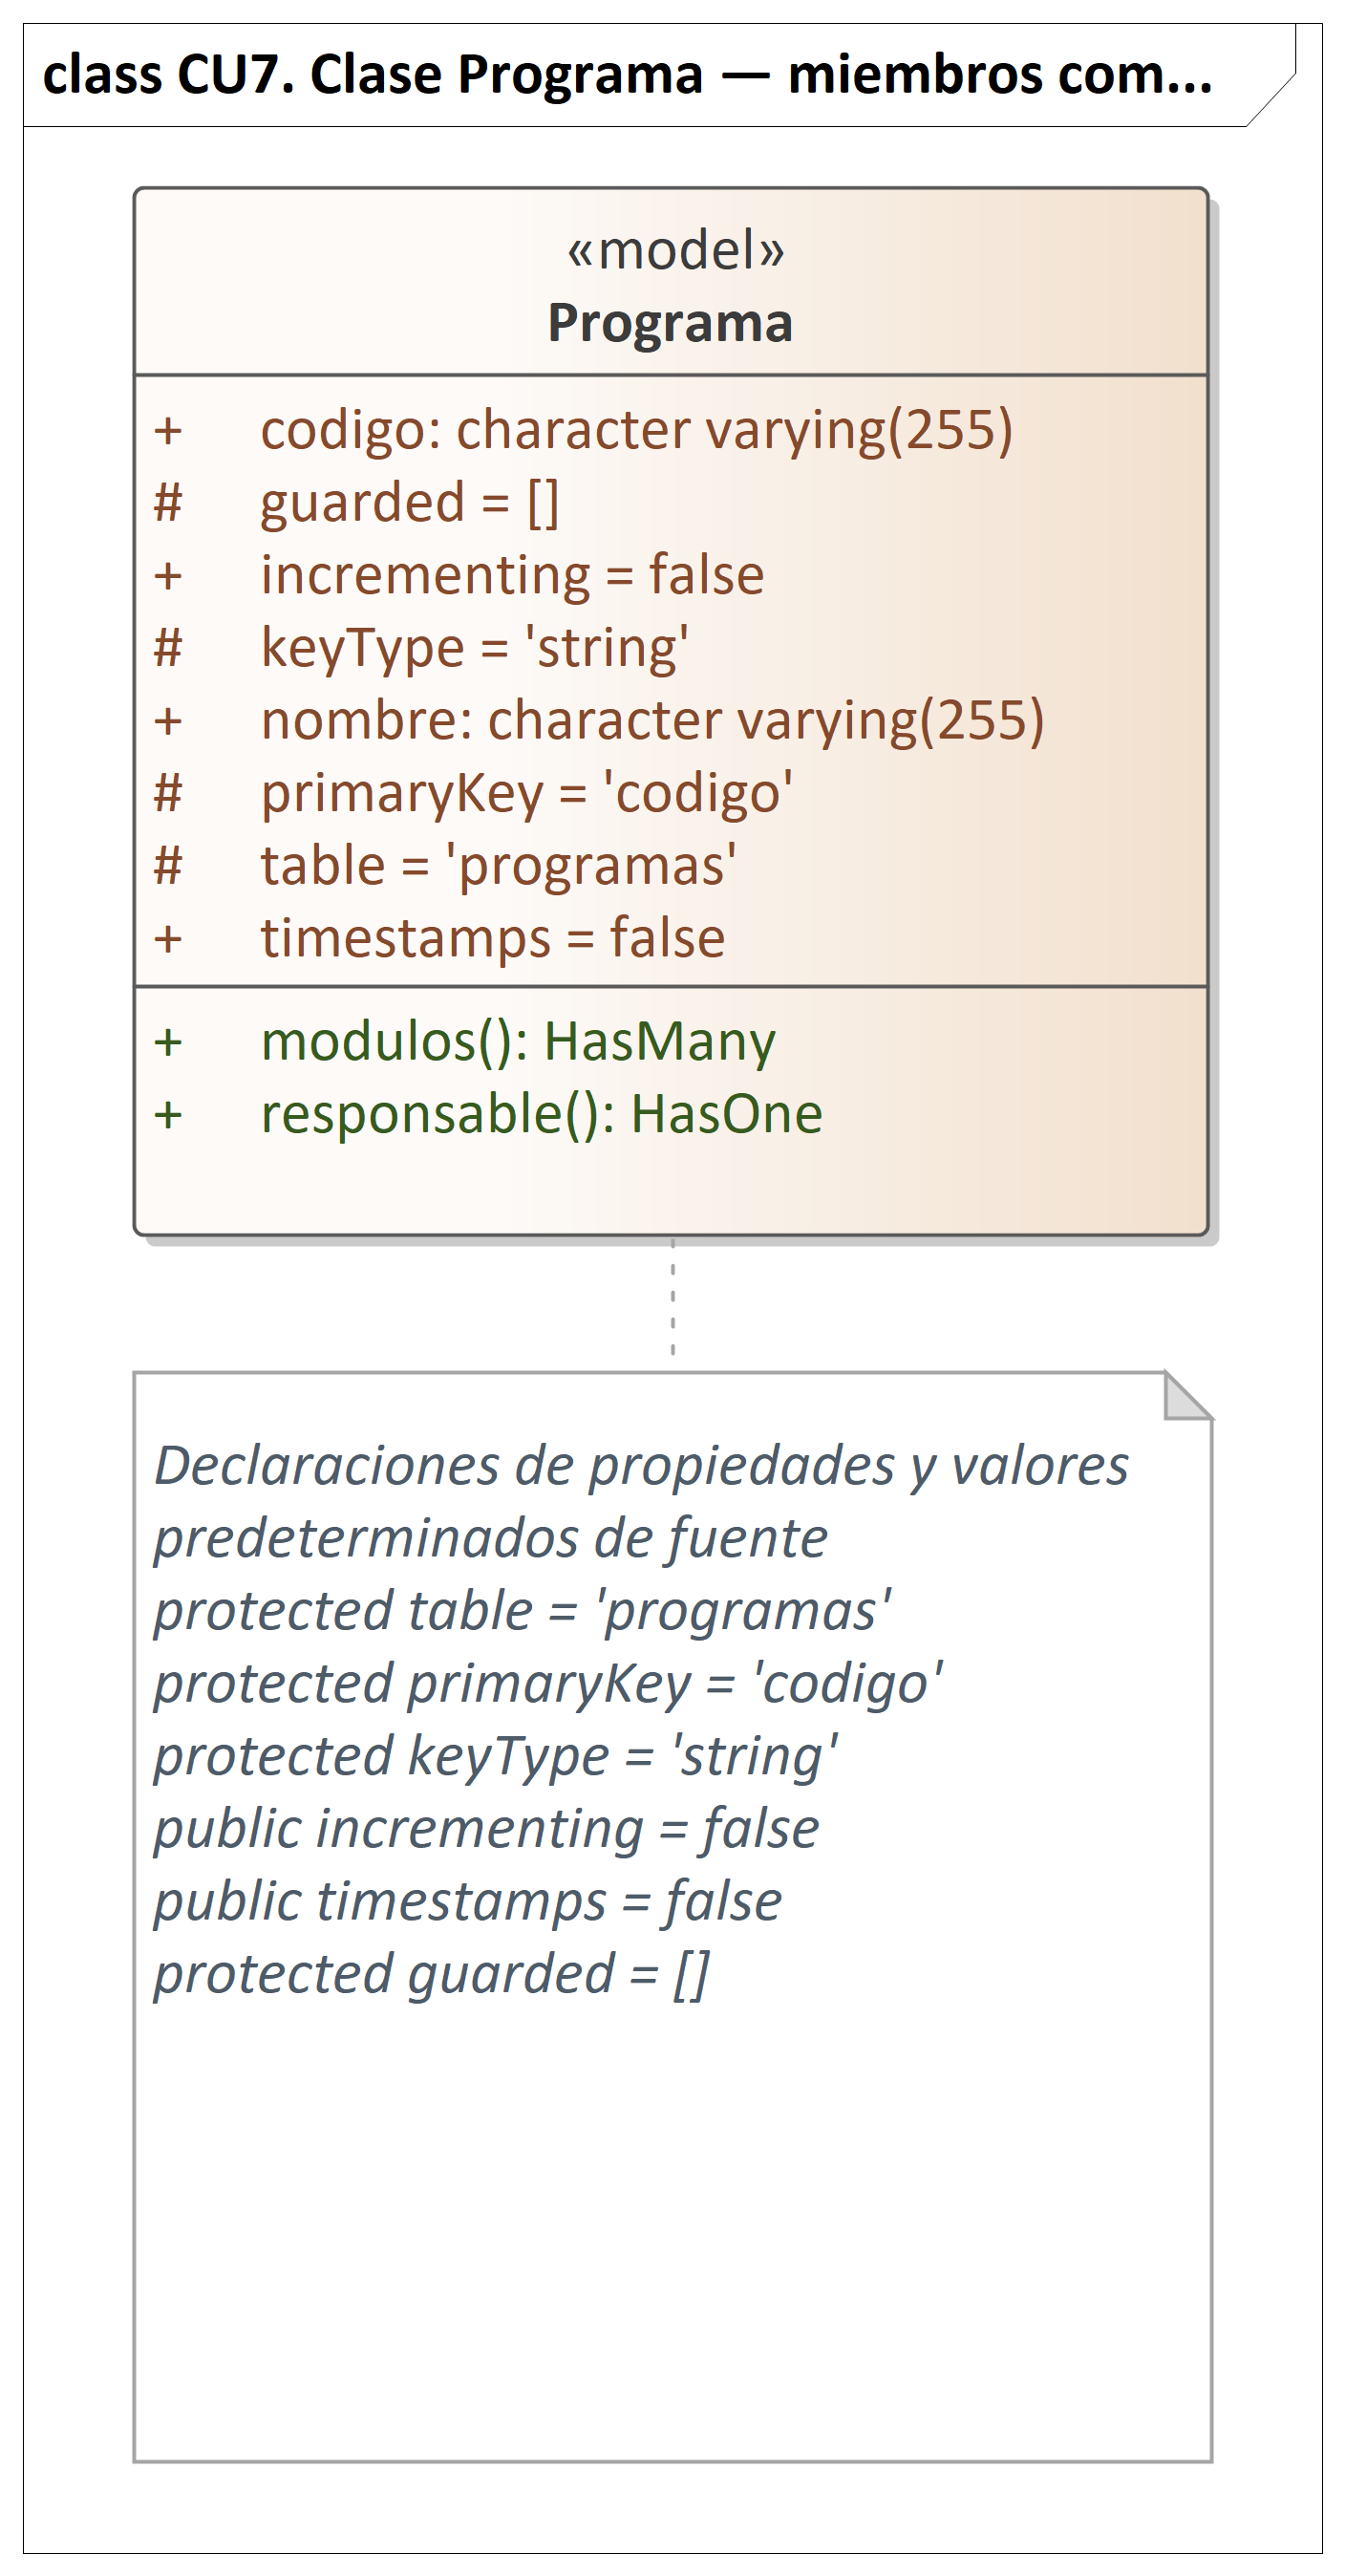 class CU7. Clase Programa — miembros com...
«model»
Programa
+ codigo: character varying(255)
# guarded = []
+ incrementing = false
# keyType = 'string'
+ nombre: character varying(255)
# primaryKey = 'codigo'
# table = 'programas'
+ timestamps = false
+ modulos(): HasMany
+ responsable(): HasOne
Declaraciones de propiedades y valores
predeterminados de fuente
protected table = 'programas'
protected primaryKey = 'codigo'
protected keyType = 'string'
public incrementing = false
public timestamps = false
protected guarded = []